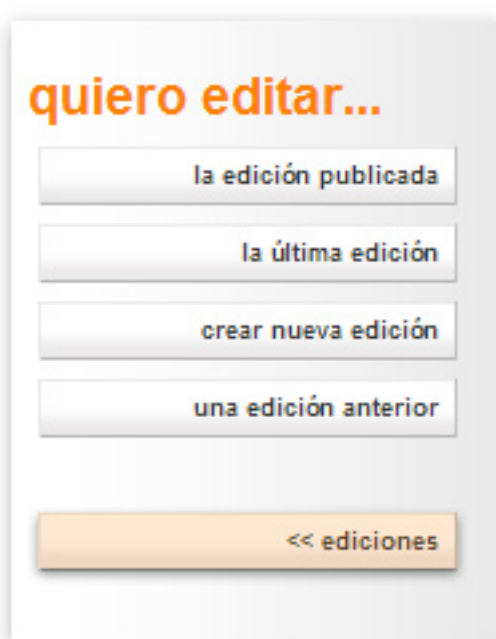 quiero editar...
la edición publicada
la última edición
crear nueva edición
una edición anterior
<< ediciones